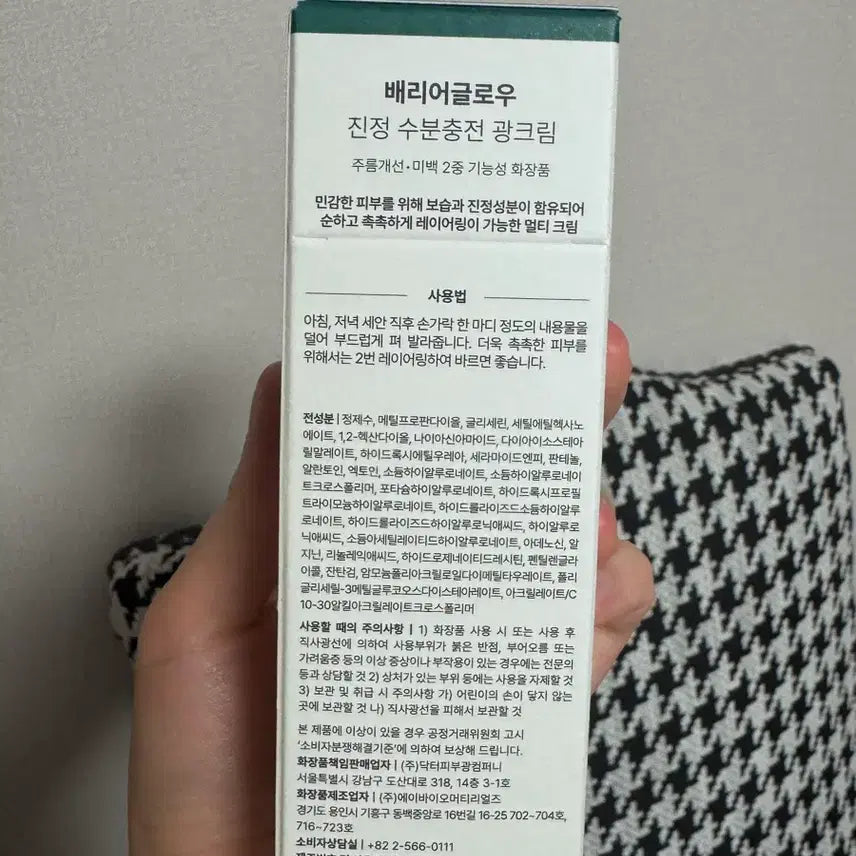 배리어글로우
진정 수분충전 광크림
주름개선•미백 2중 기능성 화장품
민감한 피부를 위해 보습과 진정성분이 함유되어
순하고 촉촉하게 레이어링이 가능한 멀티 크림
사용법
아침, 저녁 세안 직후 손가락 한 마디 정도의 내용물을
덜어 부드럽게 펴 발라줍니다. 더욱 촉촉한 피부를
위해서는 2번 레이어링하여 바르면 좋습니다.
전성분 | 정제수, 메틸프로판다이올, 글리세린, 세틸에틸헥사노
에이트, 1,2-헥산다이올, 나이아신아마이드, 다이아이소스테아
릴말레이트, 하이드록시에틸우레아, 세라마이드엔피, 판테놀,
알란토인, 엑토인, 소듐하이알루로네이트, 소듐하이알루로네이
트크로스폴리머, 포타슘하이알루로네이트, 하이드록시프로필
트라이모늄하이알루로네이트, 하이드롤라이즈드소듐하이알루
로네이트, 하이드롤라이즈드하이알루로닉애씨드, 하이알루로
닉애씨드, 소듐아세틸레이티드하이알루로네이트, 아데노신, 알
지닌, 리놀레익애씨드, 하이드로제네이티드레시틴, 펜틸렌글라
이콜, 잔탄검, 암모늄폴리아크릴로일다이메틸타우레이트, 폴리
글리세릴-3메틸글루코오스다이스테아레이트, 아크릴레이트/C
10-30알킬아크릴레이트크로스폴리머
사용할 때의 주의사항 | 1) 화장품 사용 시 또는 사용 후
직사광선에 의하여 사용부위가 붉은 반점, 부어오름 또는
가려움증 등의 이상 증상이나 부작용이 있는 경우에는 전문의
등과 상담할 것 2) 상처가 있는 부위 등에는 사용을 자제할 것
3) 보관 및 취급 시 주의사항 가) 어린이의 손이 닿지 않는
곳에 보관할 것 나) 직사광선을 피해서 보관할 것
본 제품에 이상이 있을 경우 공정거래위원회 고시
'소비자분쟁해결기준'에 의하여 보상해 드립니다.
화장품책임판매업자 | (주)닥터피부광컴퍼니
서울특별시 강남구 도산대로 318, 14층 3-1호
화장품제조업자 | (주)에이바이오머티리얼즈
경기도 용인시 기흥구 동백중앙로 16번길 16-25 702~704호,
716~723호
소비자상담실 | +82 2-566-0111